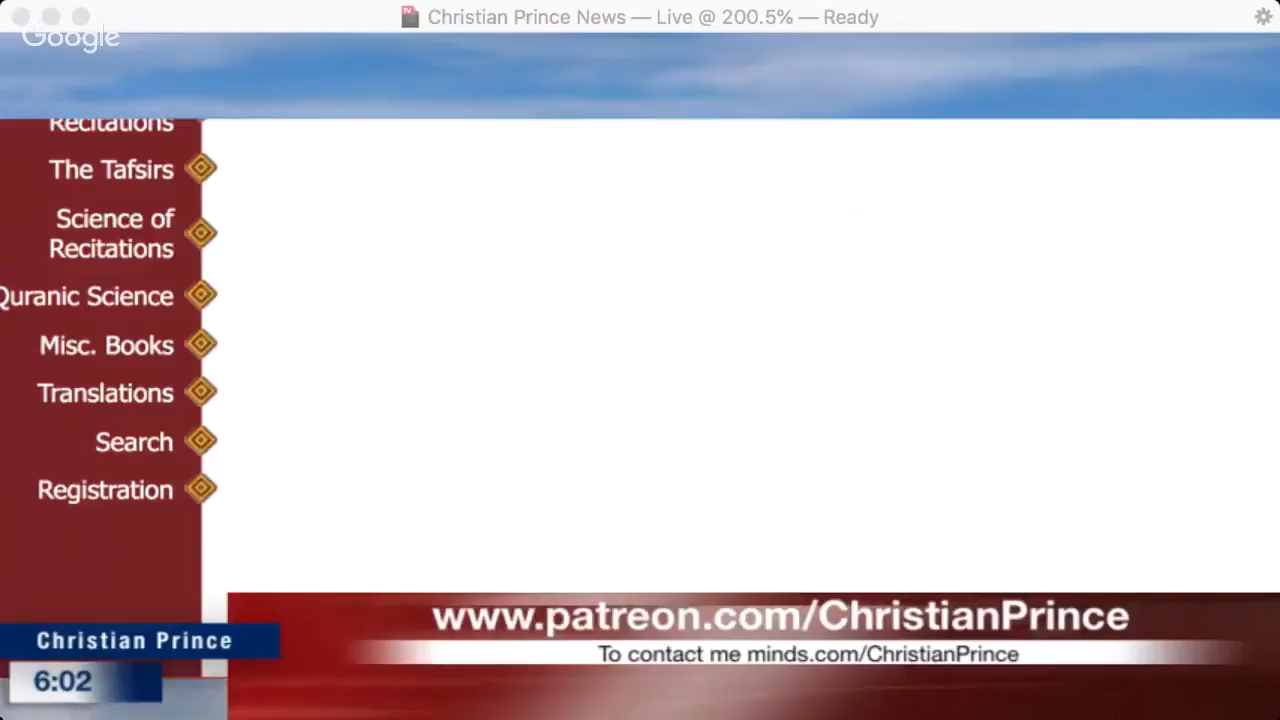 Christian Prince News — Live @ 200.5% — Ready
Google
Recitations
The Tafsirs
Science of
Recitations
Quranic Science
Misc. Books
Translations
Search
Registration
www.patreon.com/ChristianPrince
To contact me minds.com/ChristianPrince
Christian Prince
6:02